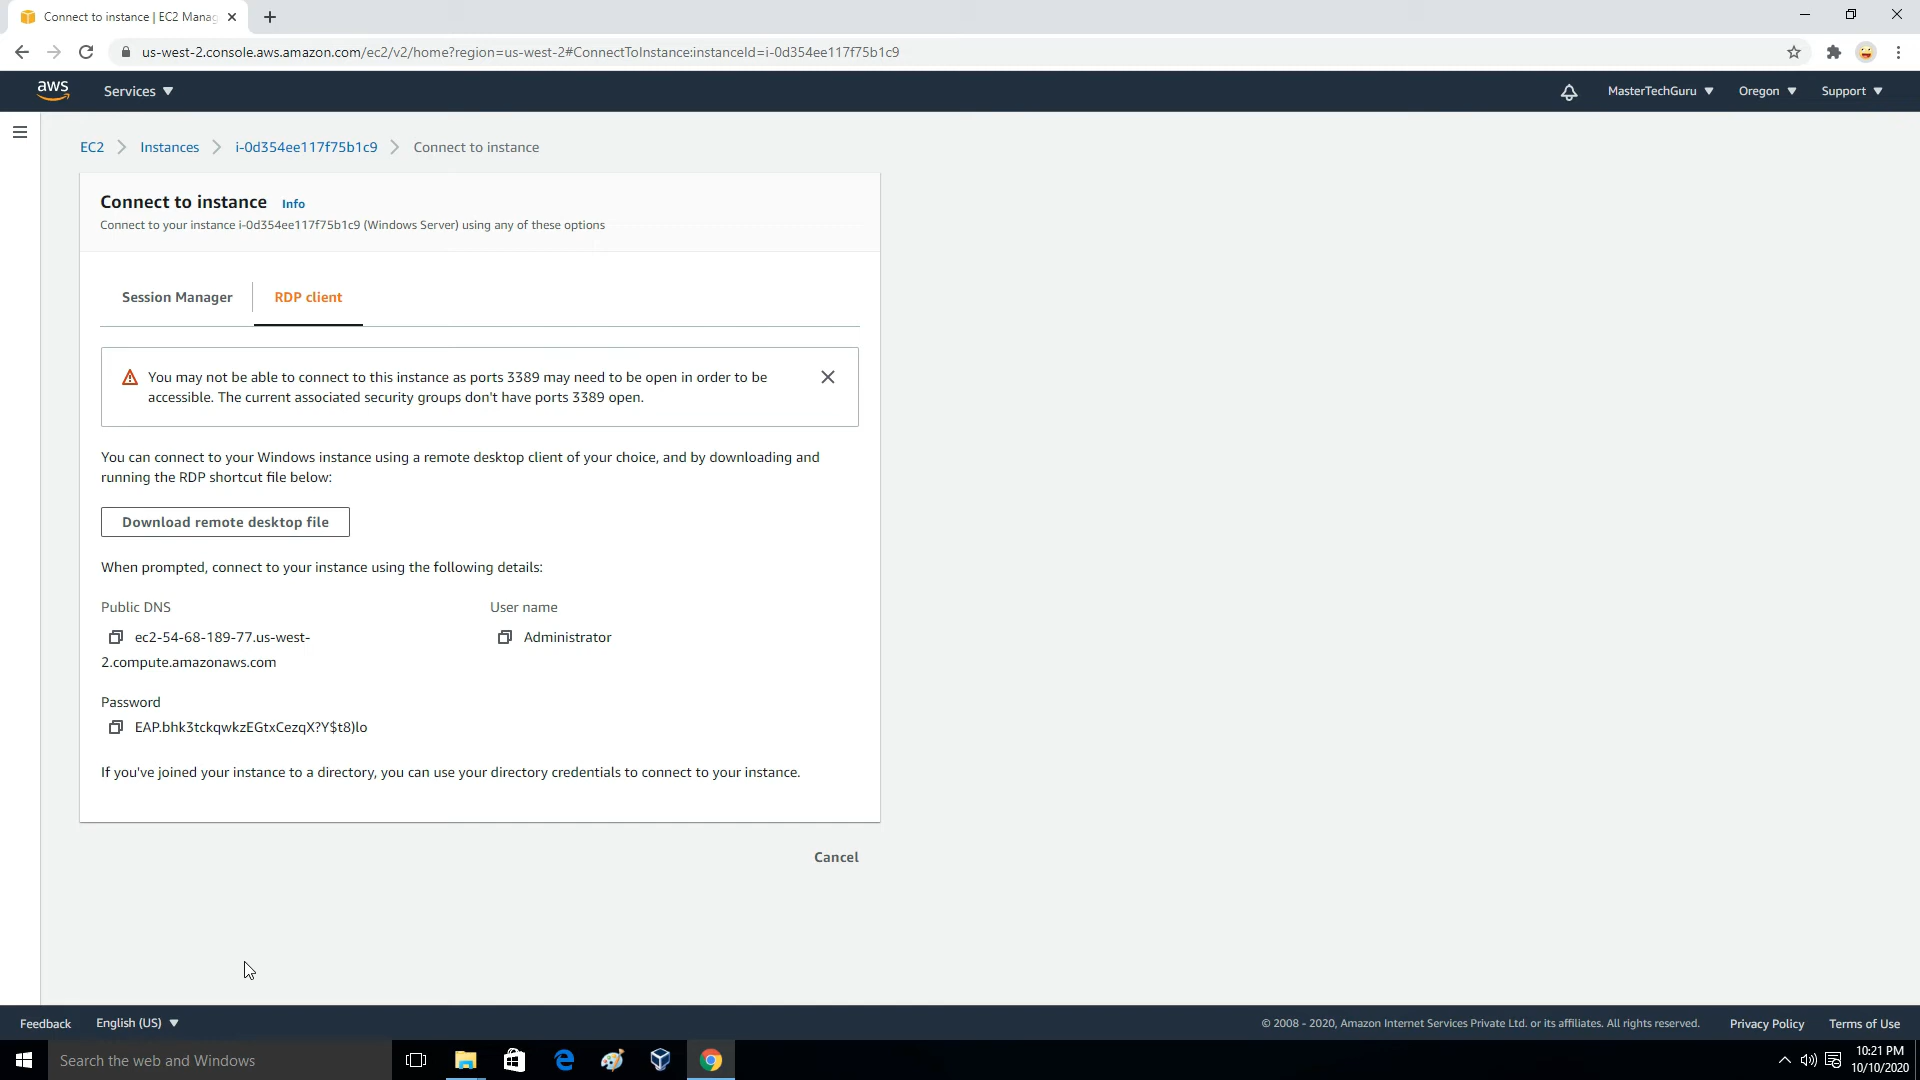 Connect to instance | EC2 Manag
us-west-2.console.aws.amazon.com/ec2/v2/home?region=us-west-2#ConnectToInstance:instanceId=i-0d354ee117f75b1c9
aws Services MasterTechGuru Oregon Support
EC2 Instances i-0d354ee117f75b1c9 Connect to instance
Connect to instance Info
Connect to your instance i-0d354ee117f75b1c9 (Windows Server) using any of these options
Session Manager RDP client
You may not be able to connect to this instance as ports 3389 may need to be open in order to be
accessible. The current associated security groups don't have ports 3389 open.
You can connect to your Windows instance using a remote desktop client of your choice, and by downloading and
running the RDP shortcut file below:
Download remote desktop file
When prompted, connect to your instance using the following details:
Public DNS User name
ec2-54-68-189-77.us-west- Administrator
2.compute.amazonaws.com
Password
EAP.bhk3tckqwkzEGtxCezqX?Y$t8)lo
If you've joined your instance to a directory, you can use your directory credentials to connect to your instance.
Cancel
Feedback English (US) © 2008 - 2020, Amazon Internet Services Private Ltd. or its affiliates. All rights reserved. Privacy Policy Terms of Use
Search the web and Windows
10:21 PM
10/10/2020